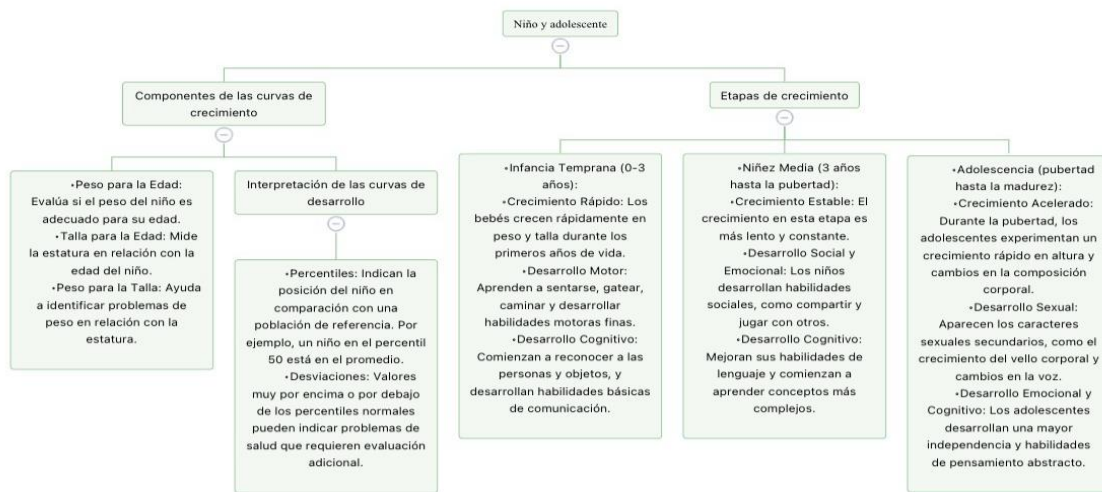 Niño y adolescente
Componentes de las curvas de
crecimiento
Etapas de crecimiento
•Peso para la Edad:
Evalúa si el peso del niño es
adecuado para su edad.
•Talla para la Edad: Mide
la estatura en relación con la
edad del niño.
•Peso para la Talla: Ayuda
a identificar problemas de
peso en relación con la
estatura.
Interpretación de las curvas de
desarrollo
•Percentiles: Indican la
posición del niño en
comparación con una
población de referencia. Por
ejemplo, un niño en el percentil
50 está en el promedio.
•Desviaciones: Valores
muy por encima o por debajo
de los percentiles normales
pueden indicar problemas de
salud que requieren evaluación
adicional.
•Infancia Temprana (0-3
años):
•Crecimiento Rápido: Los
bebés crecen rápidamente en
peso y talla durante los
primeros años de vida.
•Desarrollo Motor:
Aprenden a sentarse, gatear,
caminar y desarrollar
habilidades motoras finas.
•Desarrollo Cognitivo:
Comienzan a reconocer a las
personas y objetos, y
desarrollan habilidades básicas
de comunicación.
•Niñez Media (3 años
hasta la pubertad):
•Crecimiento Estable: El
crecimiento en esta etapa es
más lento y constante.
•Desarrollo Social y
Emocional: Los niños
desarrollan habilidades
sociales, como compartir y
jugar con otros.
•Desarrollo Cognitivo:
Mejoran sus habilidades de
lenguaje y comienzan a
aprender conceptos más
complejos.
•Adolescencia (pubertad
hasta la madurez):
•Crecimiento Acelerado:
Durante la pubertad, los
adolescentes experimentan un
crecimiento rápido en altura y
cambios en la composición
corporal.
•Desarrollo Sexual:
Aparecen los caracteres
sexuales secundarios, como el
crecimiento del vello corporal y
cambios en la voz.
•Desarrollo Emocional y
Cognitivo: Los adolescentes
desarrollan una mayor
independencia y habilidades
de pensamiento abstracto.